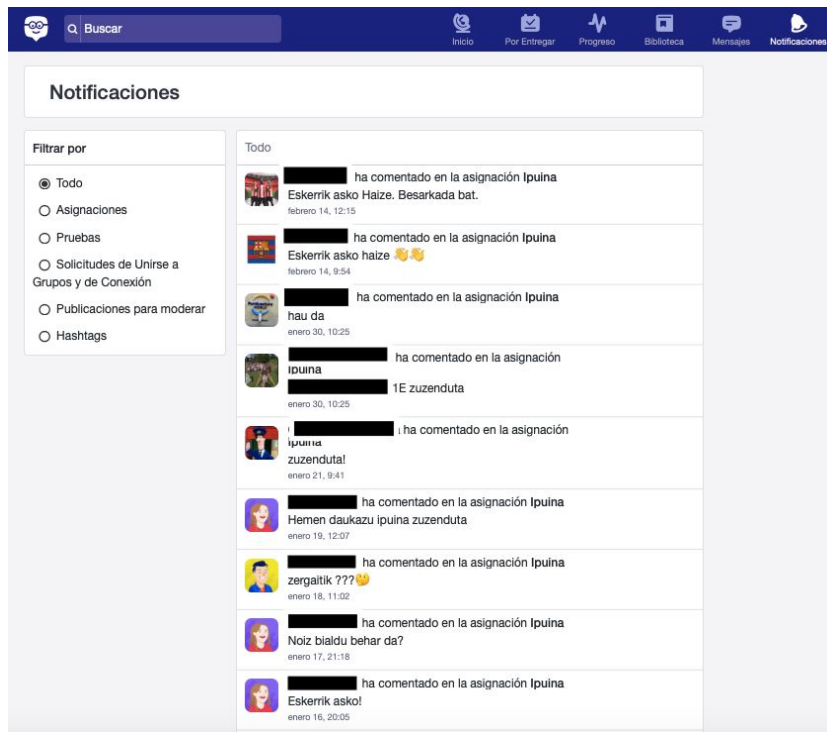 Buscar
Inicio
Por Entregar
Progreso
Biblioteca
Mensajes
Notificaciones
Notificaciones
Filtrar por
Todo
Asignaciones
Pruebas
Solicitudes de Unirse a
Grupos y de Conexión
Publicaciones para moderar
Hashtags
Todo
ha comentado en la asignación Ipuina
Eskerrik asko Haize. Besarkada bat.
febrero 14, 12:15
ha comentado en la asignación Ipuina
Eskerrik asko haize 👏👏
febrero 14, 9:54
ha comentado en la asignación Ipuina
hau da
enero 30, 10:25
ha comentado en la asignación
Ipuina
1E zuzenduta
enero 30, 10:25
ha comentado en la asignación
Ipuina
zuzenduta!
enero 21, 9:41
ha comentado en la asignación Ipuina
Hemen daukazu ipuina zuzenduta
enero 19, 12:07
ha comentado en la asignación Ipuina
zergaitik ???🤔
enero 18, 11:02
ha comentado en la asignación Ipuina
Noiz bialdu behar da?
enero 17, 21:18
ha comentado en la asignación Ipuina
Eskerrik asko!
enero 16, 20:05